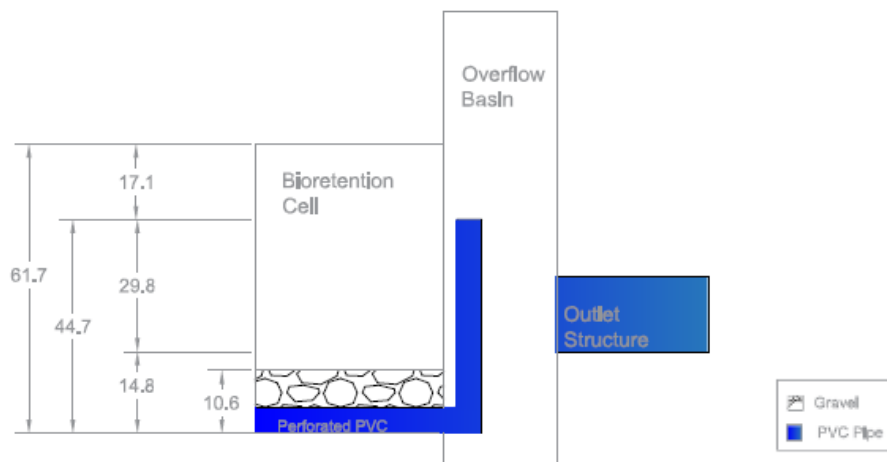 Overflow
Basin
Bioretention
Cell
17.1
61.7
29.8
44.7
14.8
10.6
Outlet
Structure
Perforated PVC
Gravel
PVC Pipe